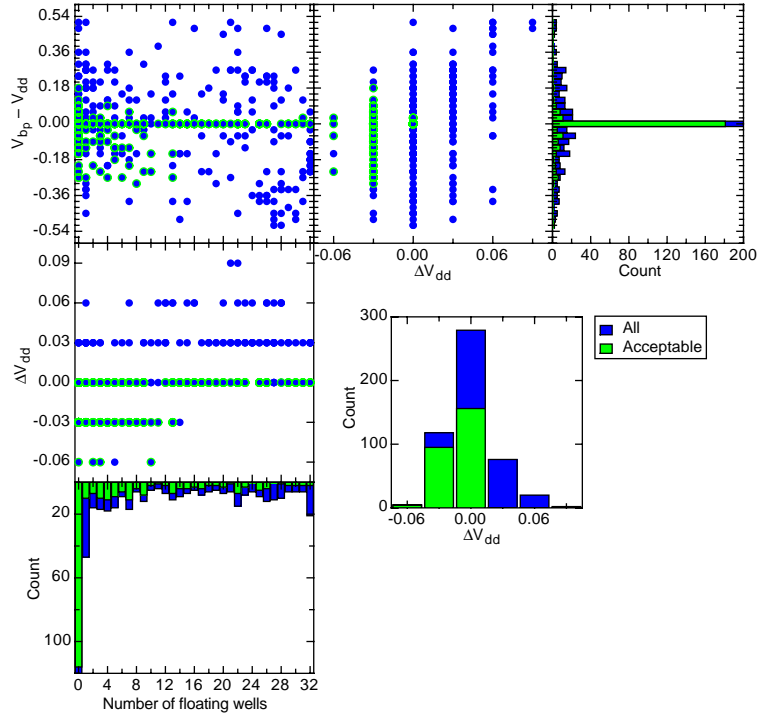 0.54
0.36
0.18
0.00
-0.18
-0.36
-0.54
V_bp – V_dd
-0.06 0.00 0.06
ΔV_dd
0 40 80 120 160 200
Count
0.09
0.06
0.03
0.00
-0.03
-0.06
ΔV_dd
300
200
100
0
Count
-0.06 0.00 0.06
ΔV_dd
All
Acceptable
20
60
100
Count
0 4 8 12 16 20 24 28 32
Number of floating wells